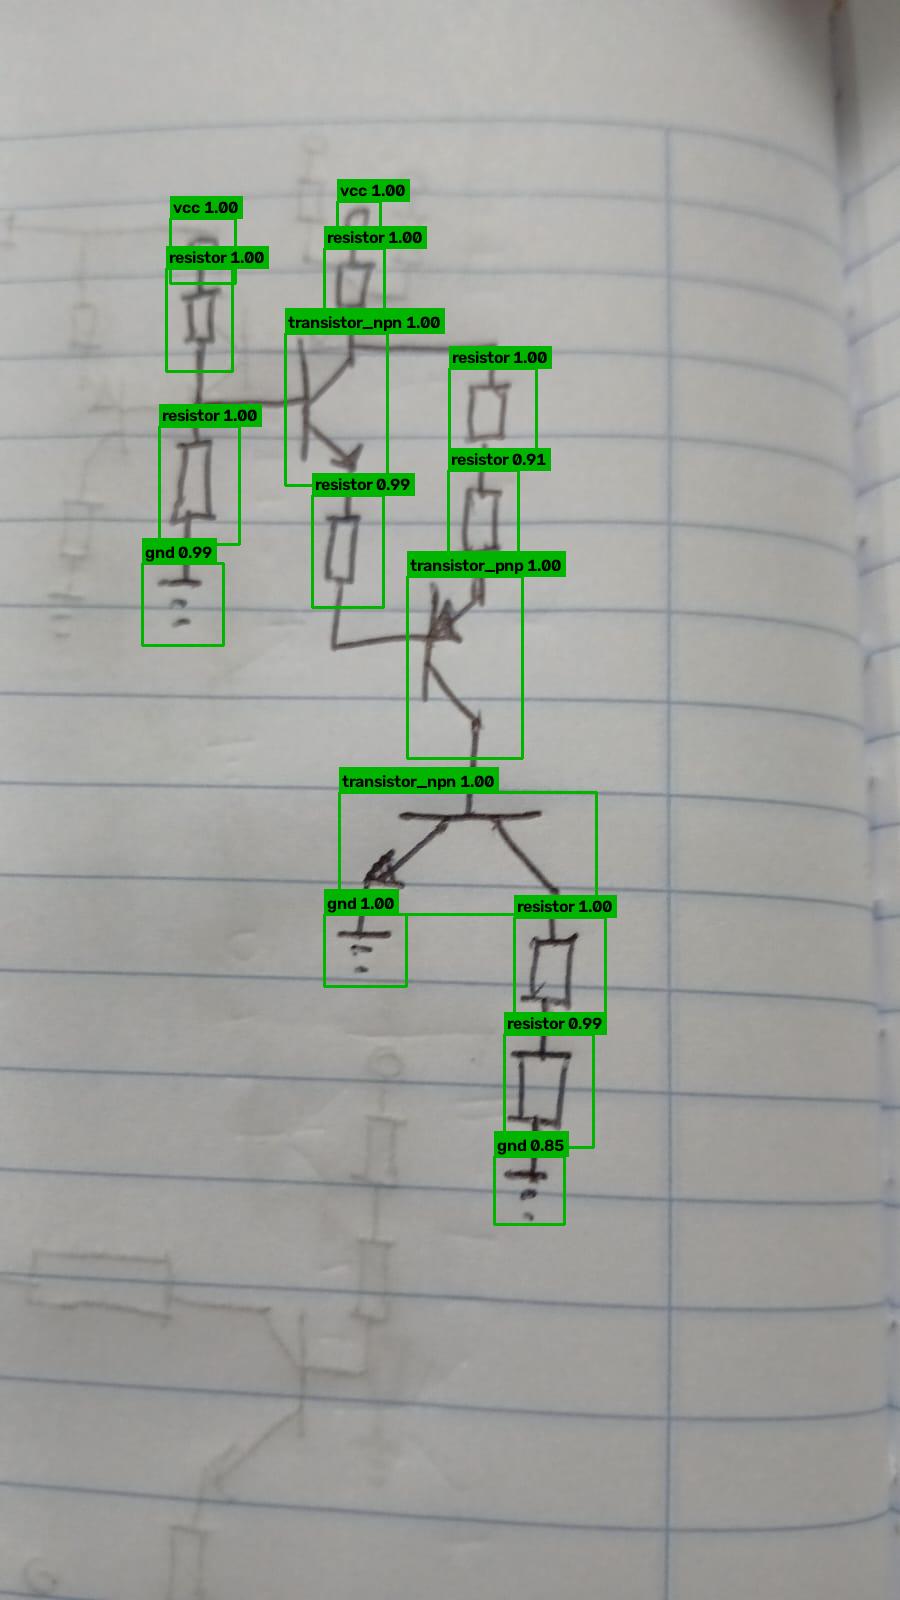 vcc 1.00
vcc 1.00
resistor 1.00
resistor 1.00
transistor_npn 1.00
resistor 1.00
resistor 1.00
resistor 0.91
resistor 0.99
gnd 0.99
transistor_pnp 1.00
transistor_npn 1.00
gnd 1.00
resistor 1.00
resistor 0.99
gnd 0.85